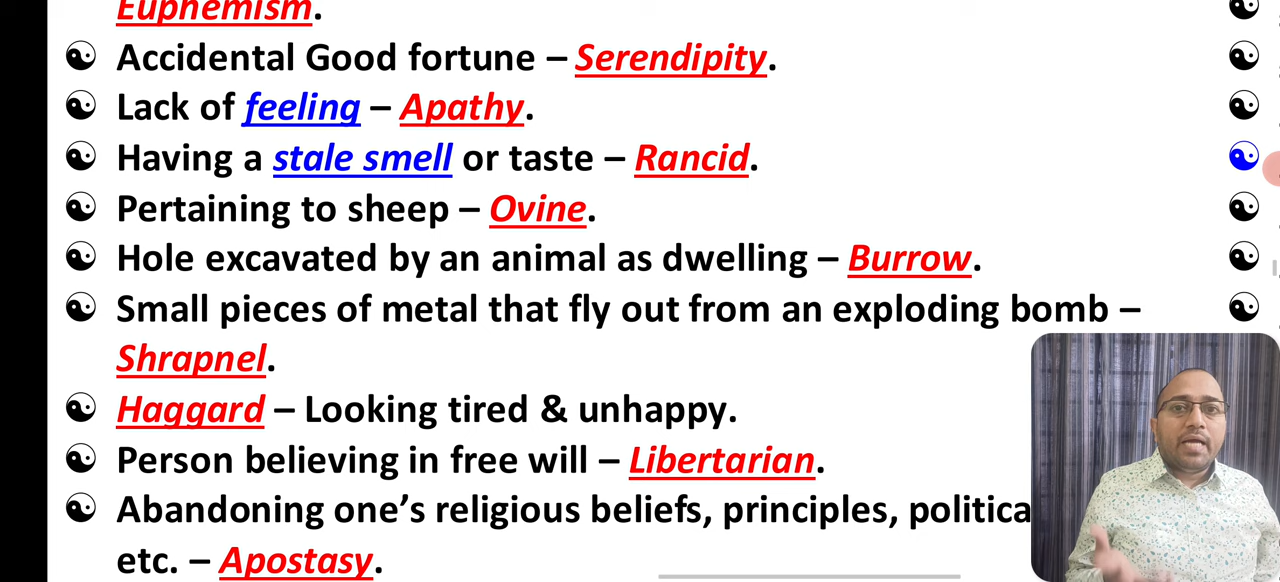 Euphemism.
☯ Accidental Good fortune – Serendipity.
☯ Lack of feeling – Apathy.
☯ Having a stale smell or taste – Rancid.
☯ Pertaining to sheep – Ovine.
☯ Hole excavated by an animal as dwelling – Burrow.
☯ Small pieces of metal that fly out from an exploding bomb –
Shrapnel.
☯ Haggard – Looking tired & unhappy.
☯ Person believing in free will – Libertarian.
☯ Abandoning one’s religious beliefs, principles, politica
etc. – Apostasy.